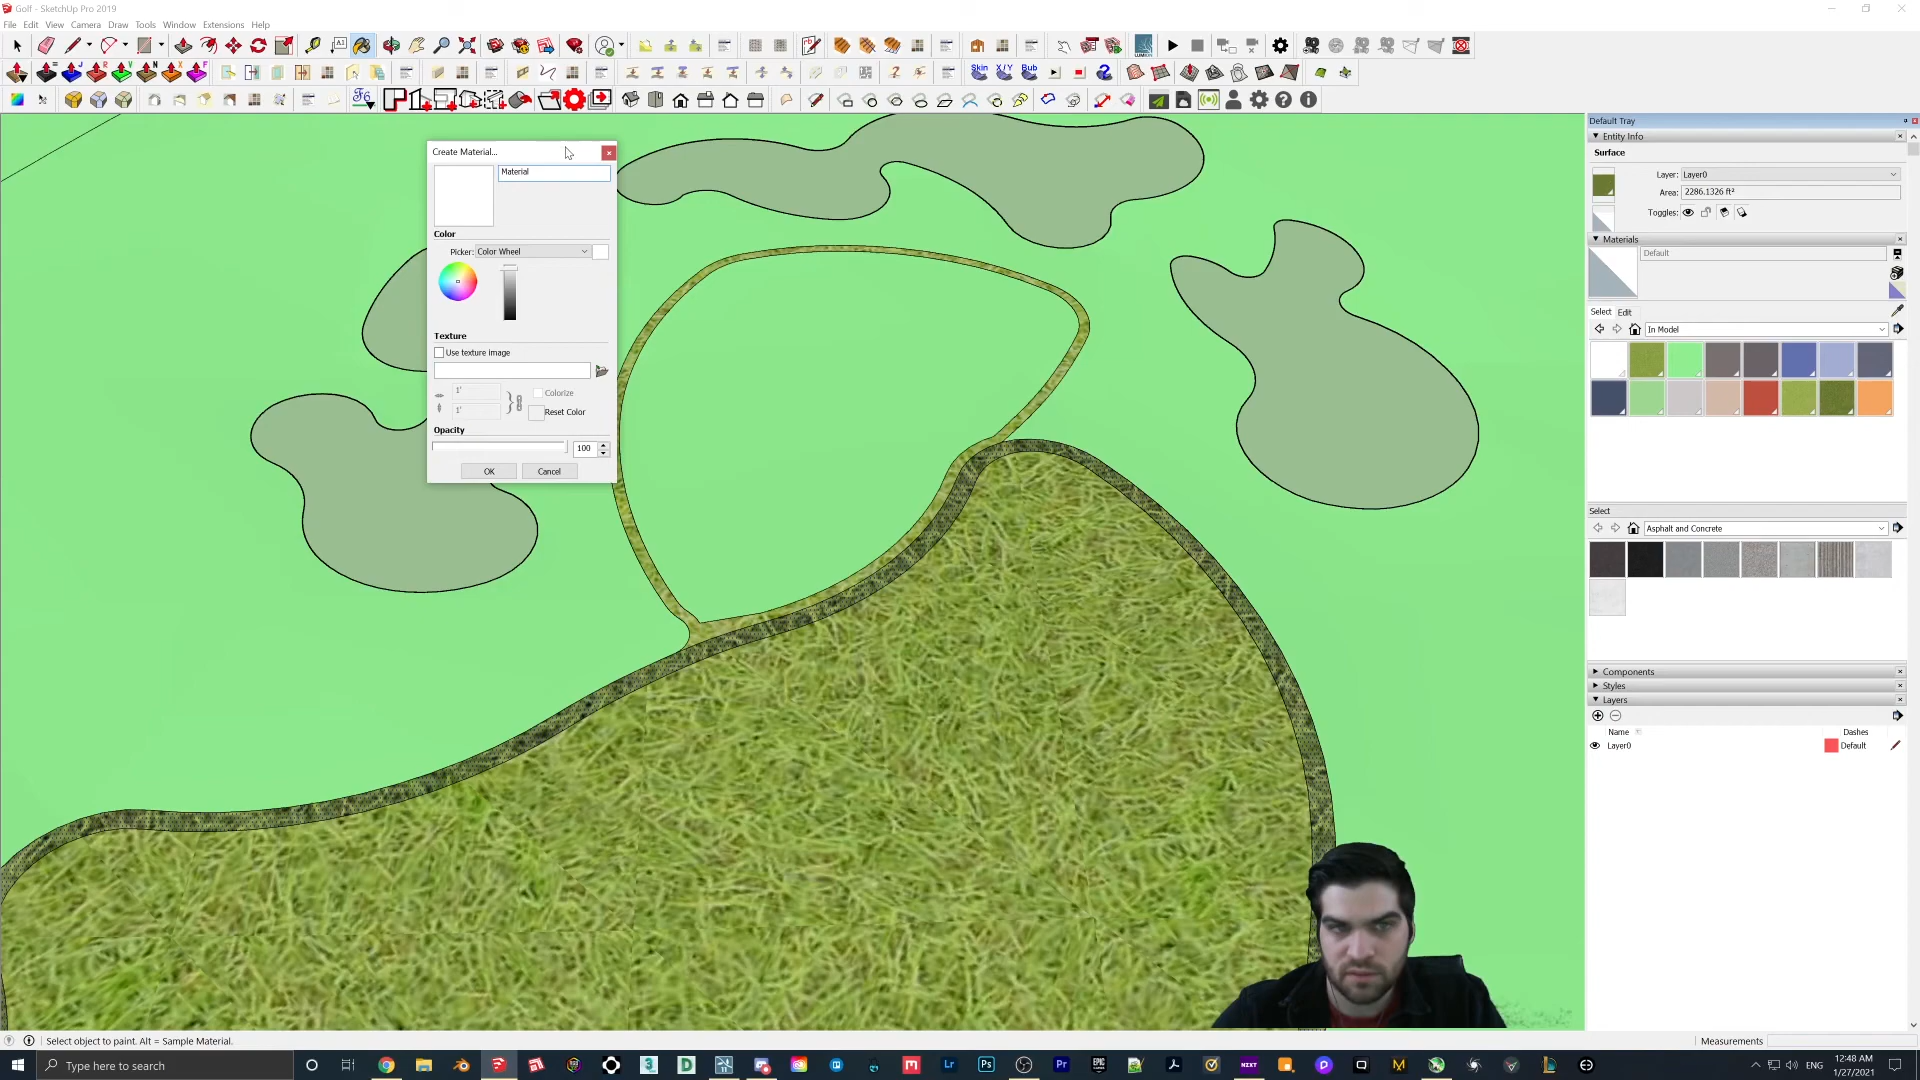 Golf - SketchUp Pro 2019
File Edit View Camera Draw Tools Window Extensions Help
Skin X/Y Bub
Create Material...
Material
Color
Picker: Color Wheel
Texture
Use texture image
1'
Colorize
1'
Reset Color
Opacity
100
OK Cancel
Default Tray
Entity Info
Surface
Layer: Layer0
Area: 2286.1326 ft²
Toggles:
Materials
Default
Select Edit
In Model
Select
Asphalt and Concrete
Components
Styles
Layers
Name Dashes
Layer0 Default
Select object to paint. Alt = Sample Material.
Measurements
Type here to search
ENG
12:48 AM
1/27/2021